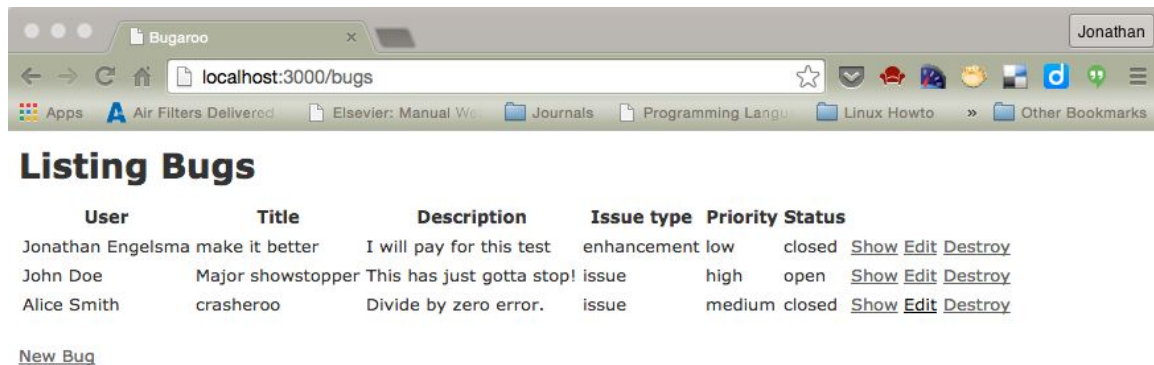 Bugaroo
Jonathan
localhost:3000/bugs
Apps Air Filters Delivered Elsevier: Manual Journals Programming Linux Howto » Other Bookmarks
Listing Bugs
User Title Description Issue type Priority Status
Jonathan Engelsma make it better I will pay for this test enhancement low closed Show Edit Destroy
John Doe Major showstopper This has just gotta stop! issue high open Show Edit Destroy
Alice Smith crasheroo Divide by zero error. issue medium closed Show Edit Destroy
New Bug